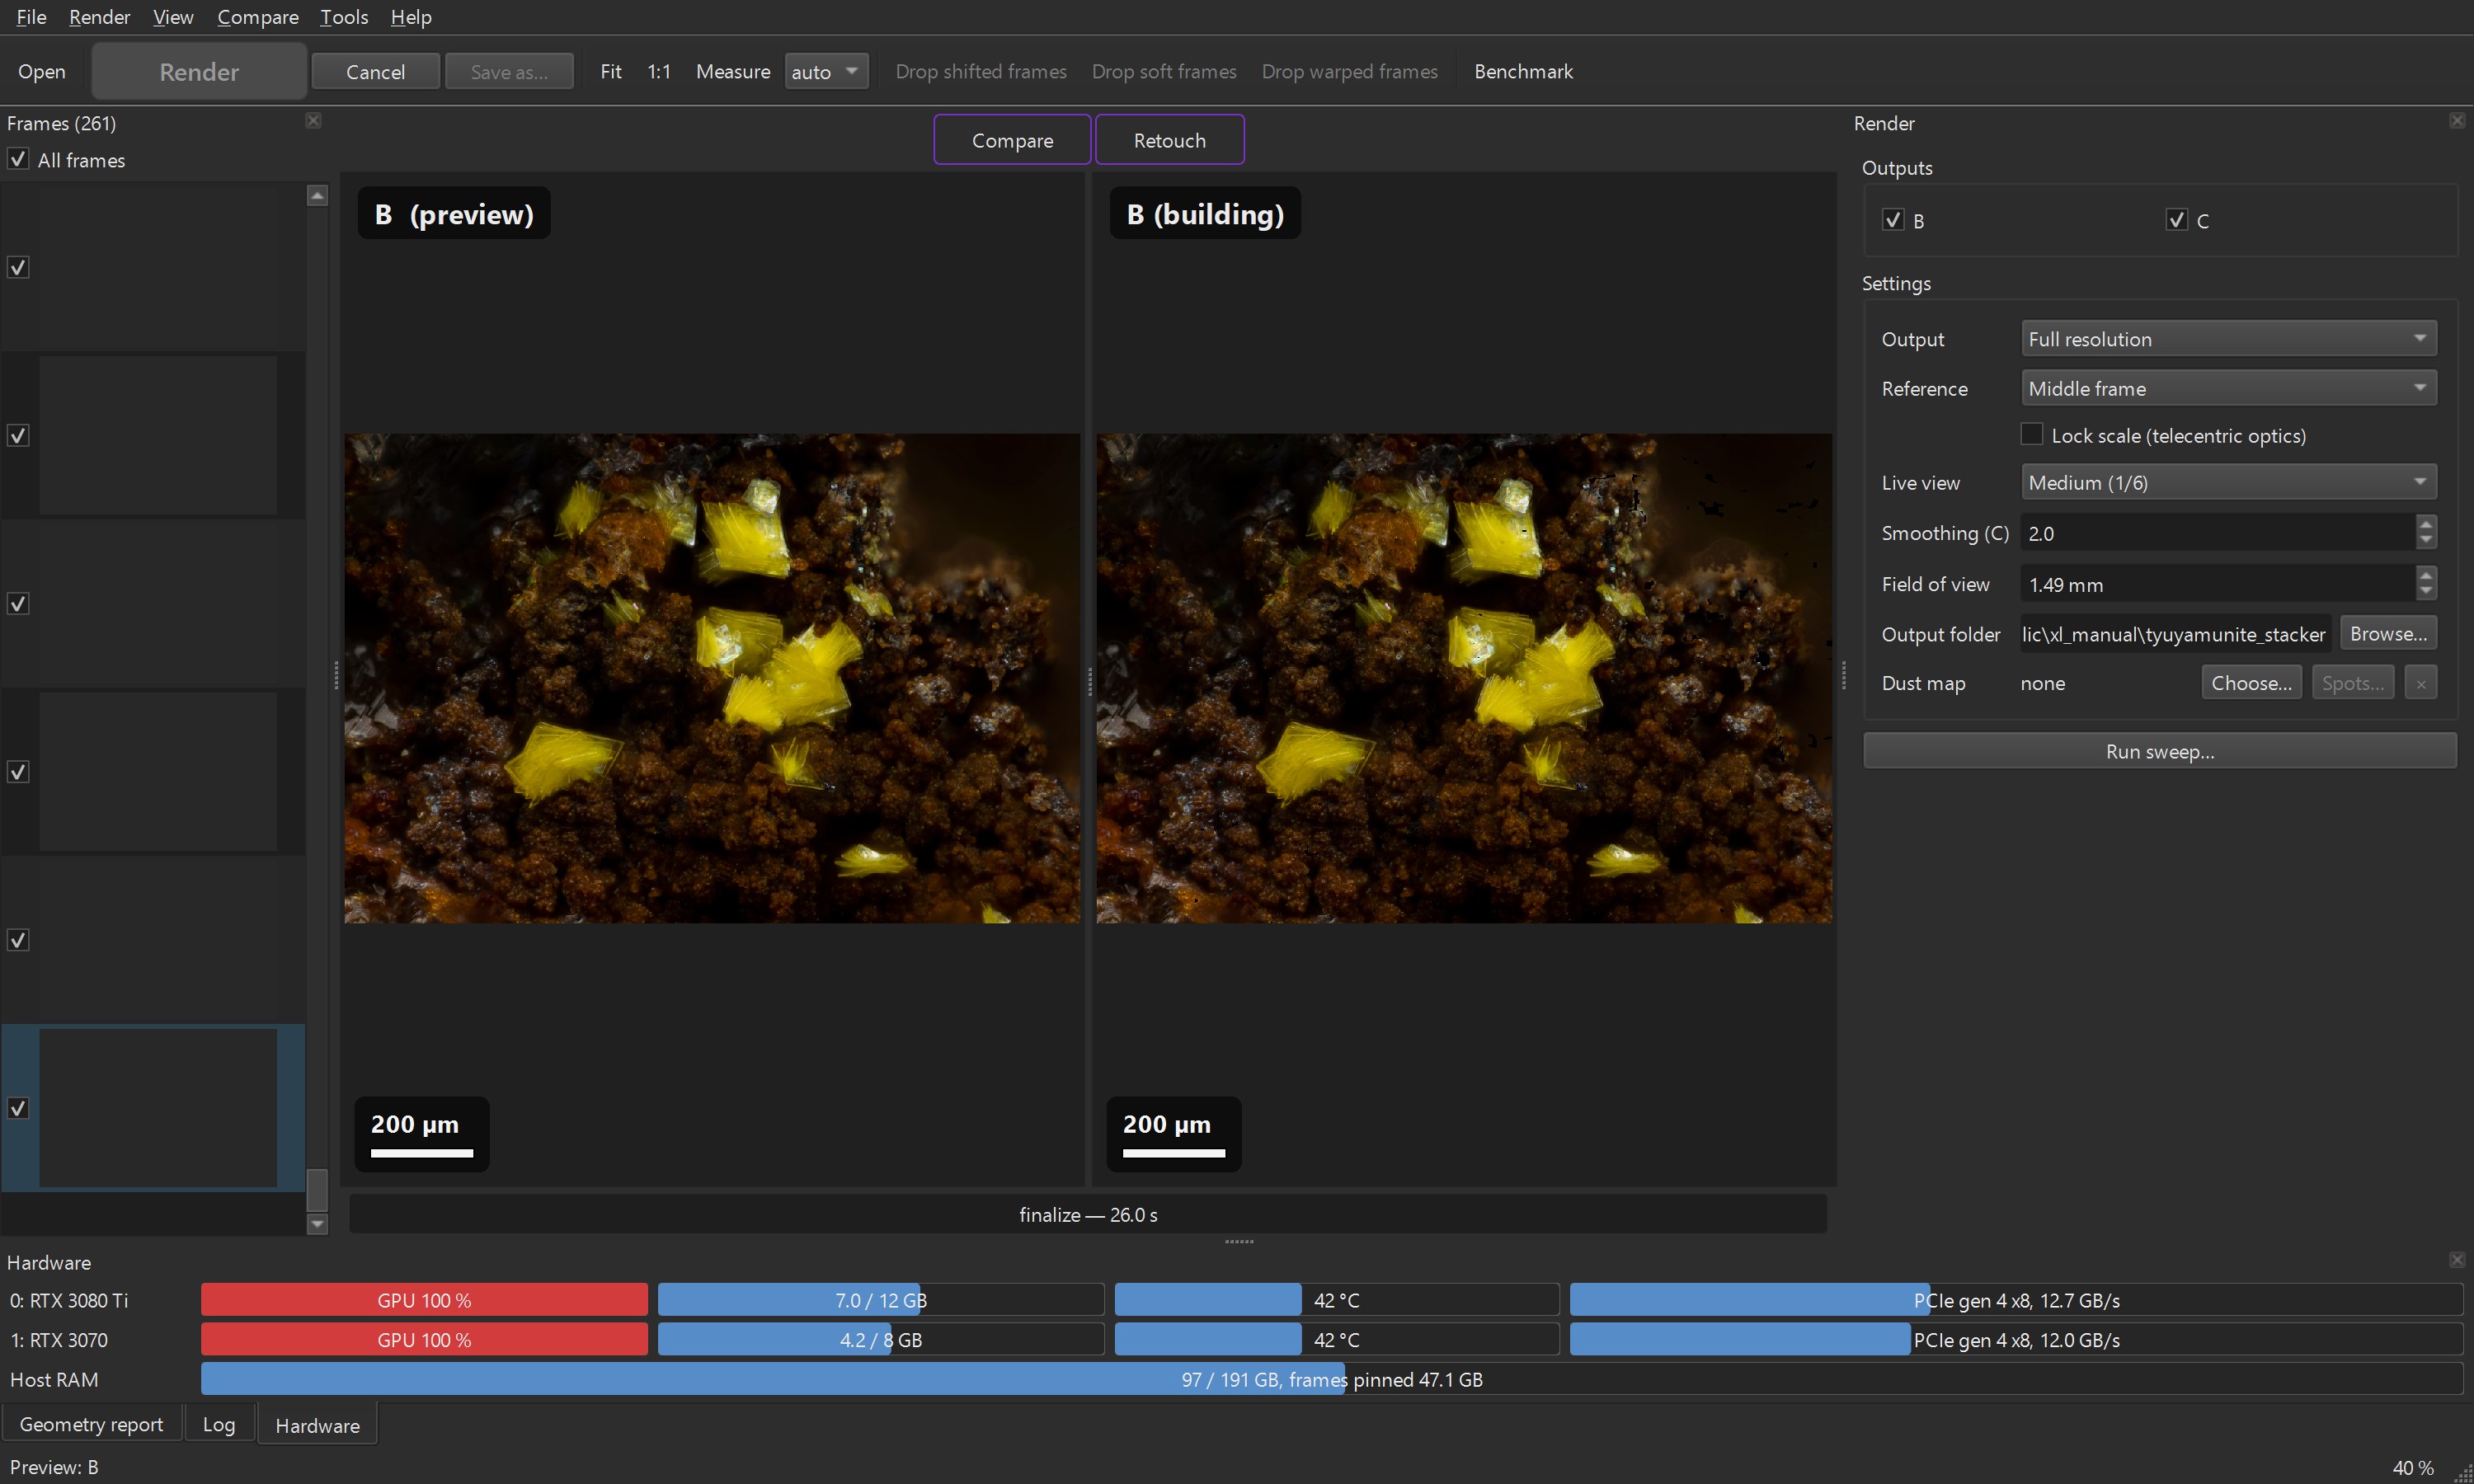 File Render View Compare Tools Help
Open Render Cancel Save as... Fit 1:1 Measure auto Drop shifted frames Drop soft frames Drop warped frames Benchmark
Frames (261)
All frames
Compare Retouch
B (preview)
B (building)
200 µm
200 µm
finalize — 26.0 s
Render
Outputs
B C
Settings
Output Full resolution
Reference Middle frame
Lock scale (telecentric optics)
Live view Medium (1/6)
Smoothing (C) 2.0
Field of view 1.49 mm
Output folder lic\xl_manual\tyuyamunite_stacker Browse...
Dust map none Choose... Spots... ×
Run sweep...
Hardware
0: RTX 3080 Ti GPU 100 % 7.0 / 12 GB 42 °C PCIe gen 4 x8, 12.7 GB/s
1: RTX 3070 GPU 100 % 4.2 / 8 GB 42 °C PCIe gen 4 x8, 12.0 GB/s
Host RAM 97 / 191 GB, frames pinned 47.1 GB
Geometry report Log Hardware
Preview: B 40 %